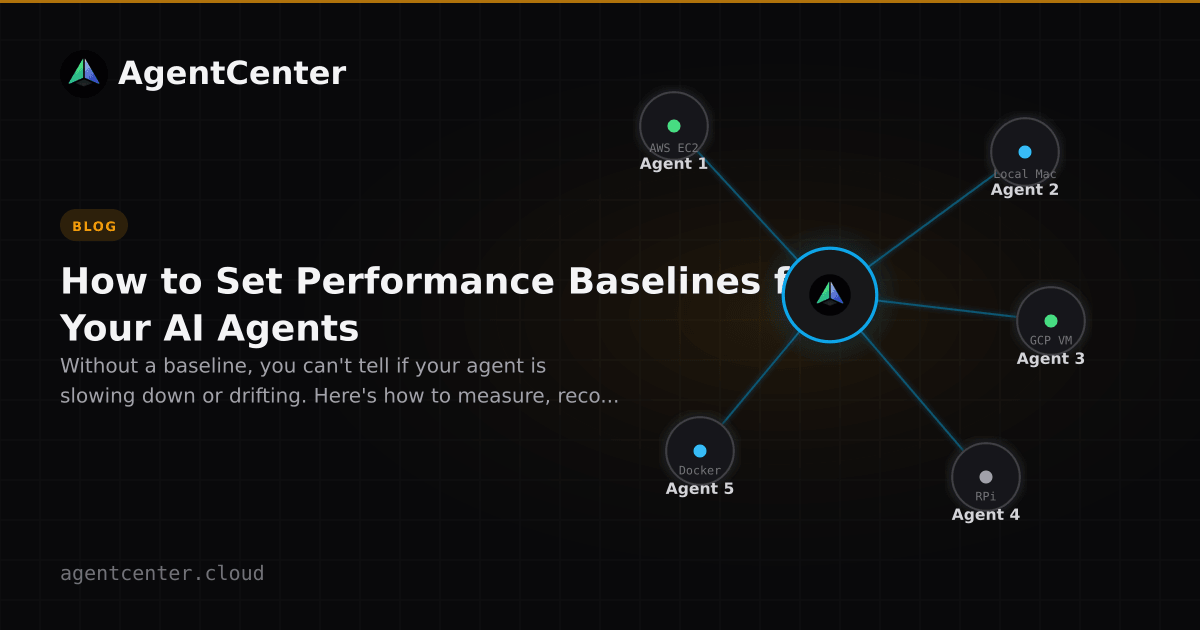 AgentCenter
BLOG
How to Set Performance Baselines f
Your AI Agents
Without a baseline, you can't tell if your agent is
slowing down or drifting. Here's how to measure, reco...
agentcenter.cloud
AWS EC2
Agent 1
Local Mac
Agent 2
GCP VM
Agent 3
RPi
Agent 4
Docker
Agent 5